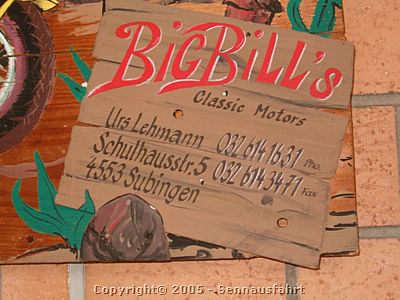 BigBill's
Classic Motors
Urs Lehmann 032 614 16.31 Pho.
Schulhausstr. 5 032 614 34 71 Fax
4553 Subingen
Copyright© 2005 - Sennausfahrt